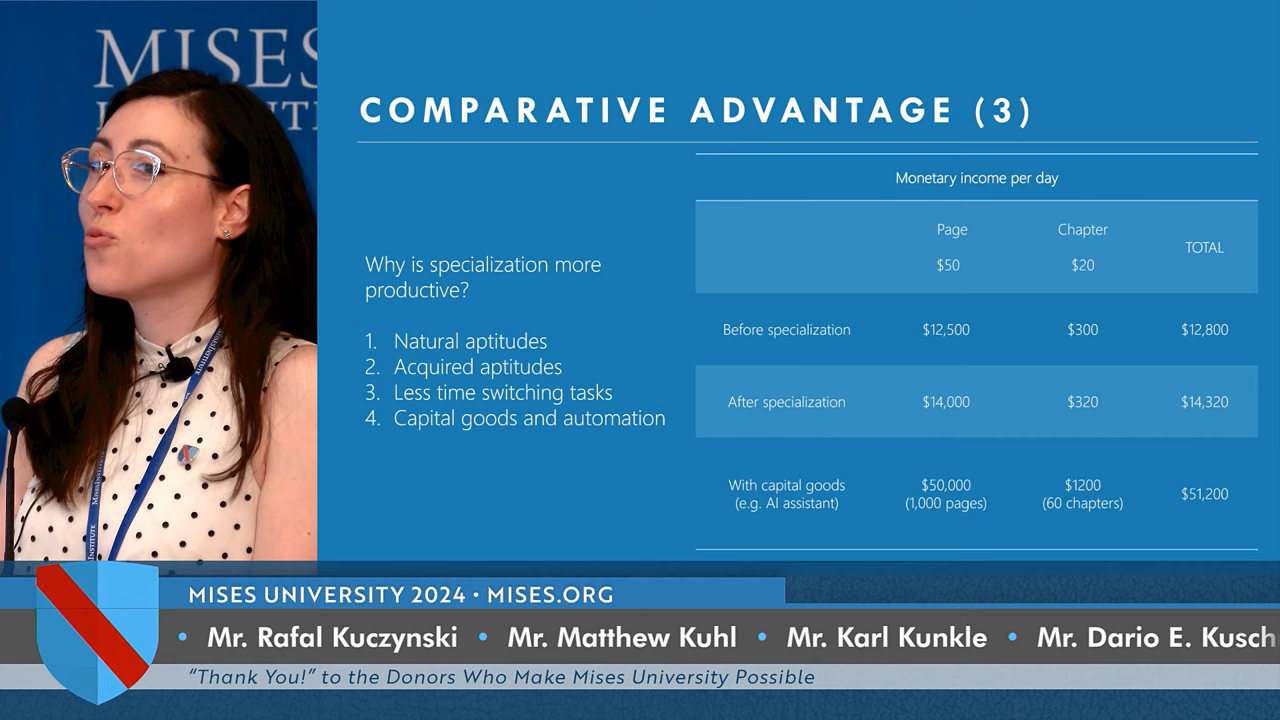 MISES
COMPARATIVE ADVANTAGE (3)
Why is specialization more
productive?
1. Natural aptitudes
2. Acquired aptitudes
3. Less time switching tasks
4. Capital goods and automation
Monetary income per day
Page Chapter TOTAL
$50 $20
Before specialization $12,500 $300 $12,800
After specialization $14,000 $320 $14,320
With capital goods $50,000 $1200 $51,200
(e.g. AI assistant) (1,000 pages) (60 chapters)
MISES UNIVERSITY 2024 • MISES.ORG
• Mr. Rafal Kuczynski • Mr. Matthew Kuhl • Mr. Karl Kunkle • Mr. Dario E. Kusch
“Thank You!” to the Donors Who Make Mises University Possible